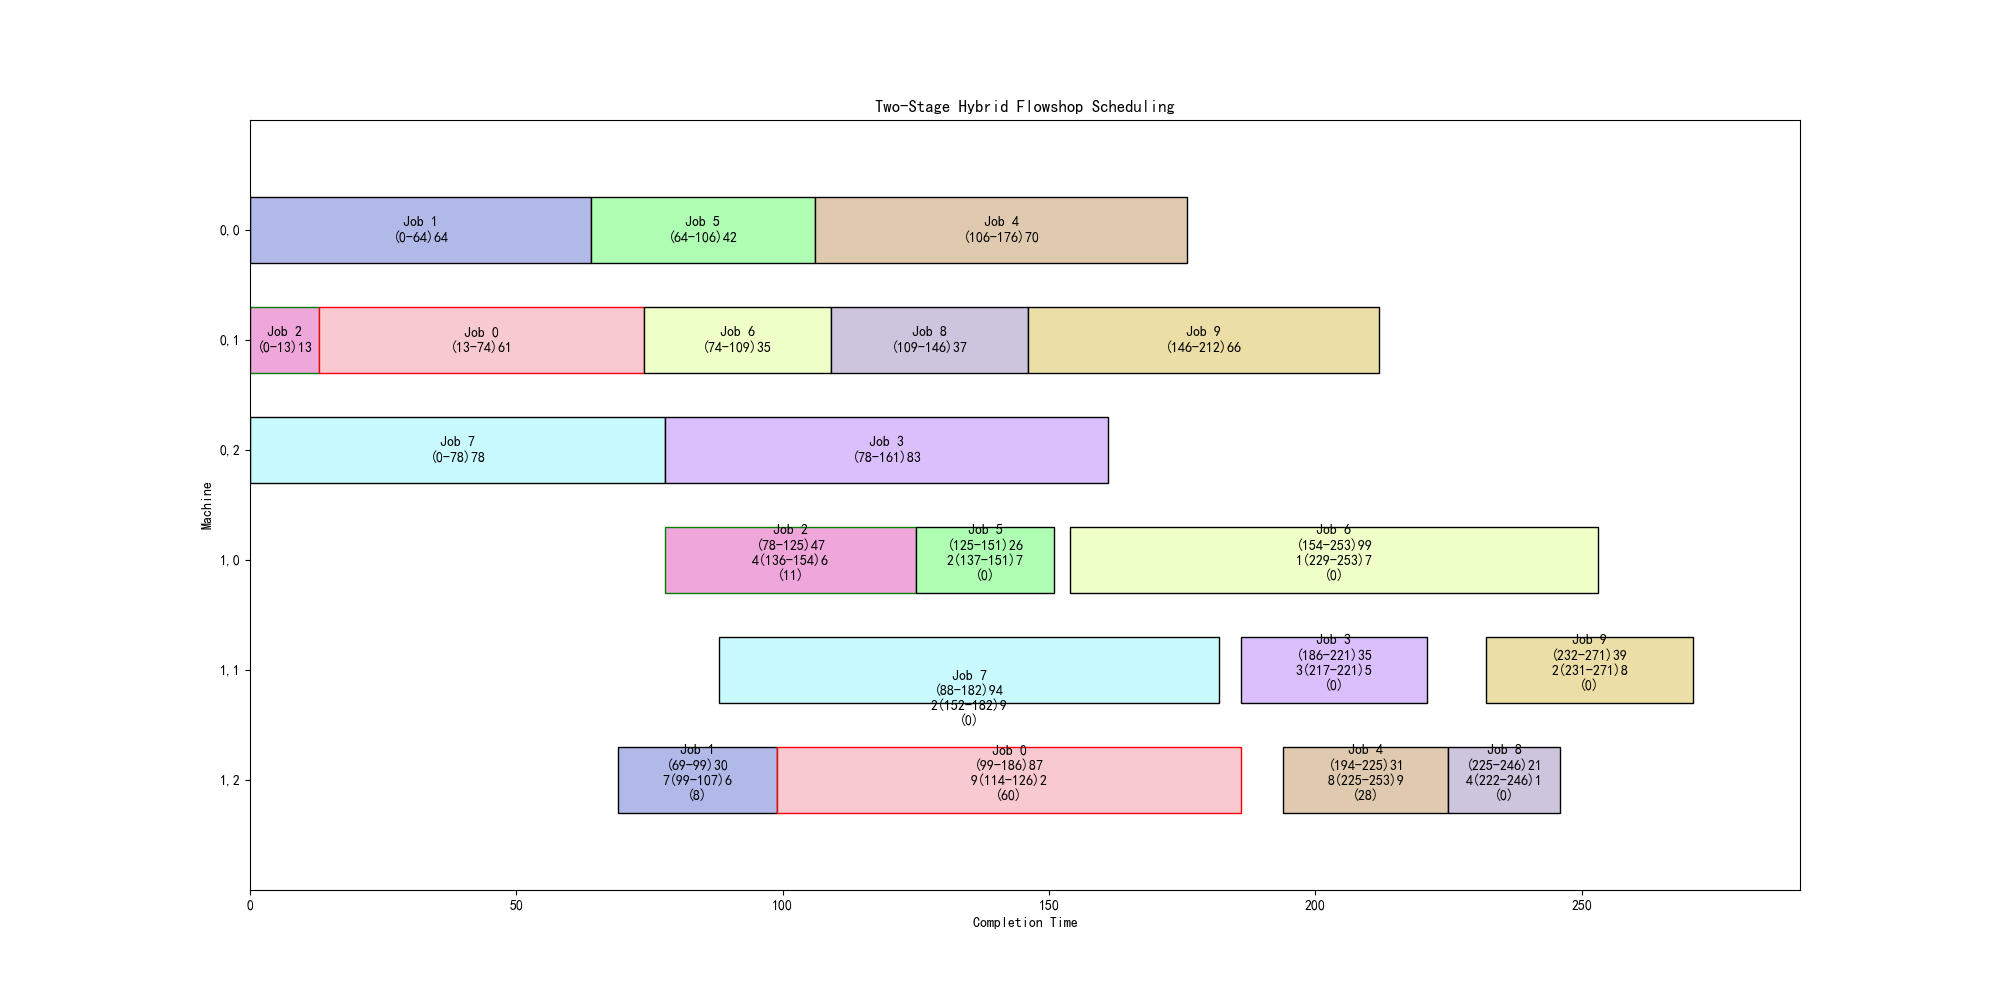 Two-Stage Hybrid Flowshop Scheduling
0,0
Job 1
(0-64)64
Job 5
(64-106)42
Job 4
(106-176)70
0,1
Job 2
(0-13)13
Job 0
(13-74)61
Job 6
(74-109)35
Job 8
(109-146)37
Job 9
(146-212)66
0,2
Job 7
(0-78)78
Job 3
(78-161)83
Machine
1,0
Job 2
(78-125)47
4(136-154)6
(11)
Job 5
(125-151)26
2(137-151)7
(0)
Job 6
(154-253)99
1(229-253)7
(0)
1,1
Job 7
(88-182)94
2(152-182)9
(0)
Job 3
(186-221)35
3(217-221)5
(0)
Job 9
(232-271)39
2(231-271)8
(0)
1,2
Job 1
(69-99)30
7(99-107)6
(8)
Job 0
(99-186)87
9(114-126)2
(60)
Job 4
(194-225)31
8(225-253)9
(28)
Job 8
(225-246)21
4(222-246)1
(0)
0
50
100
150
200
250
Completion Time